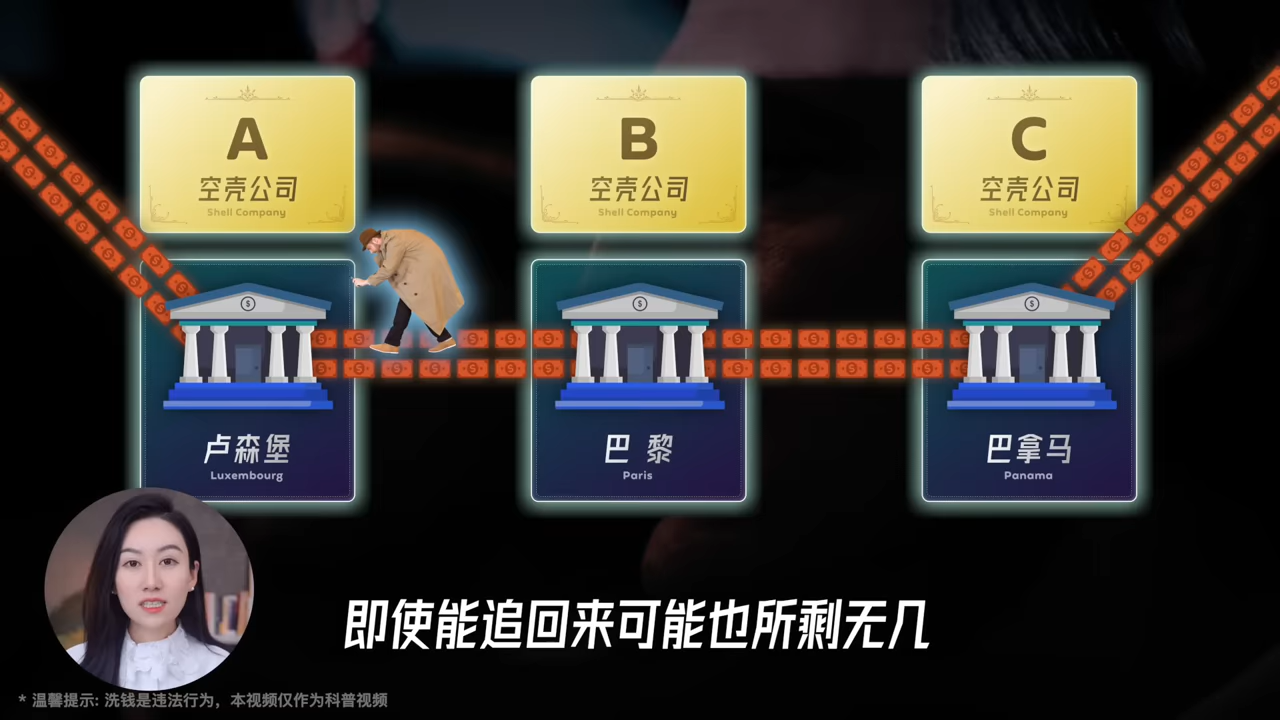 A
空壳公司
Shell Company
B
空壳公司
Shell Company
C
空壳公司
Shell Company
卢森堡
Luxembourg
巴黎
Paris
巴拿马
Panama
即使能追回来可能也所剩无几
* 温馨提示: 洗钱是违法行为，本视频仅作为科普视频